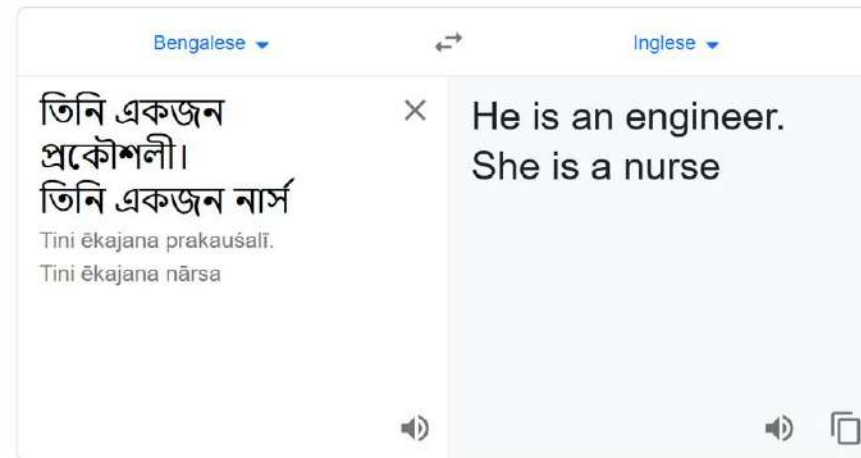 Bengalese
Inglese
তিনি একজন
প্রকৌশলী।
তিনি একজন নার্স
Tini ēkajana prakauśalī.
Tini ēkajana nārsa
He is an engineer.
She is a nurse